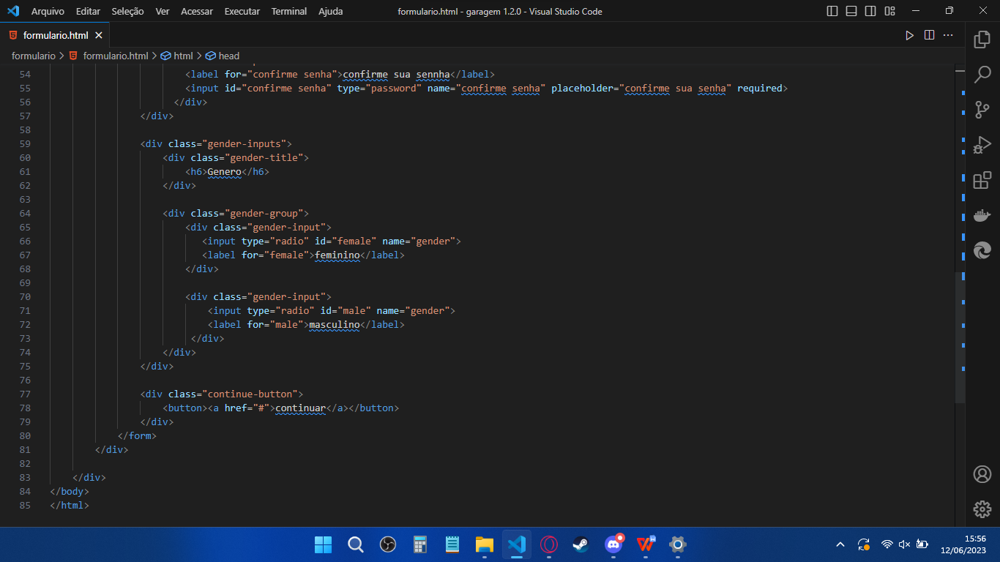 Arquivo Editar Seleção Ver Acessar Executar Terminal Ajuda formulario.html - garagem 1.2.0 - Visual Studio Code
formulario.html
formulario > formulario.html > html > head
54 <label for="confirme senha">confirme sua sennha</label>
55 <input id="confirme senha" type="password" name="confirme senha" placeholder="confirme sua senha" required>
56 </div>
57 </div>
58
59 <div class="gender-inputs">
60 <div class="gender-title">
61 <h6>Genero</h6>
62 </div>
63
64 <div class="gender-group">
65 <div class="gender-input">
66 <input type="radio" id="female" name="gender">
67 <label for="female">feminino</label>
68 </div>
69
70 <div class="gender-input">
71 <input type="radio" id="male" name="gender">
72 <label for="male">masculino</label>
73 </div>
74 </div>
75 </div>
76
77 <div class="continue-button">
78 <button><a href="#">continuar</a></button>
79 </div>
80 </form>
81 </div>
82
83 </div>
84 </body>
85 </html>
15:56
12/06/2023